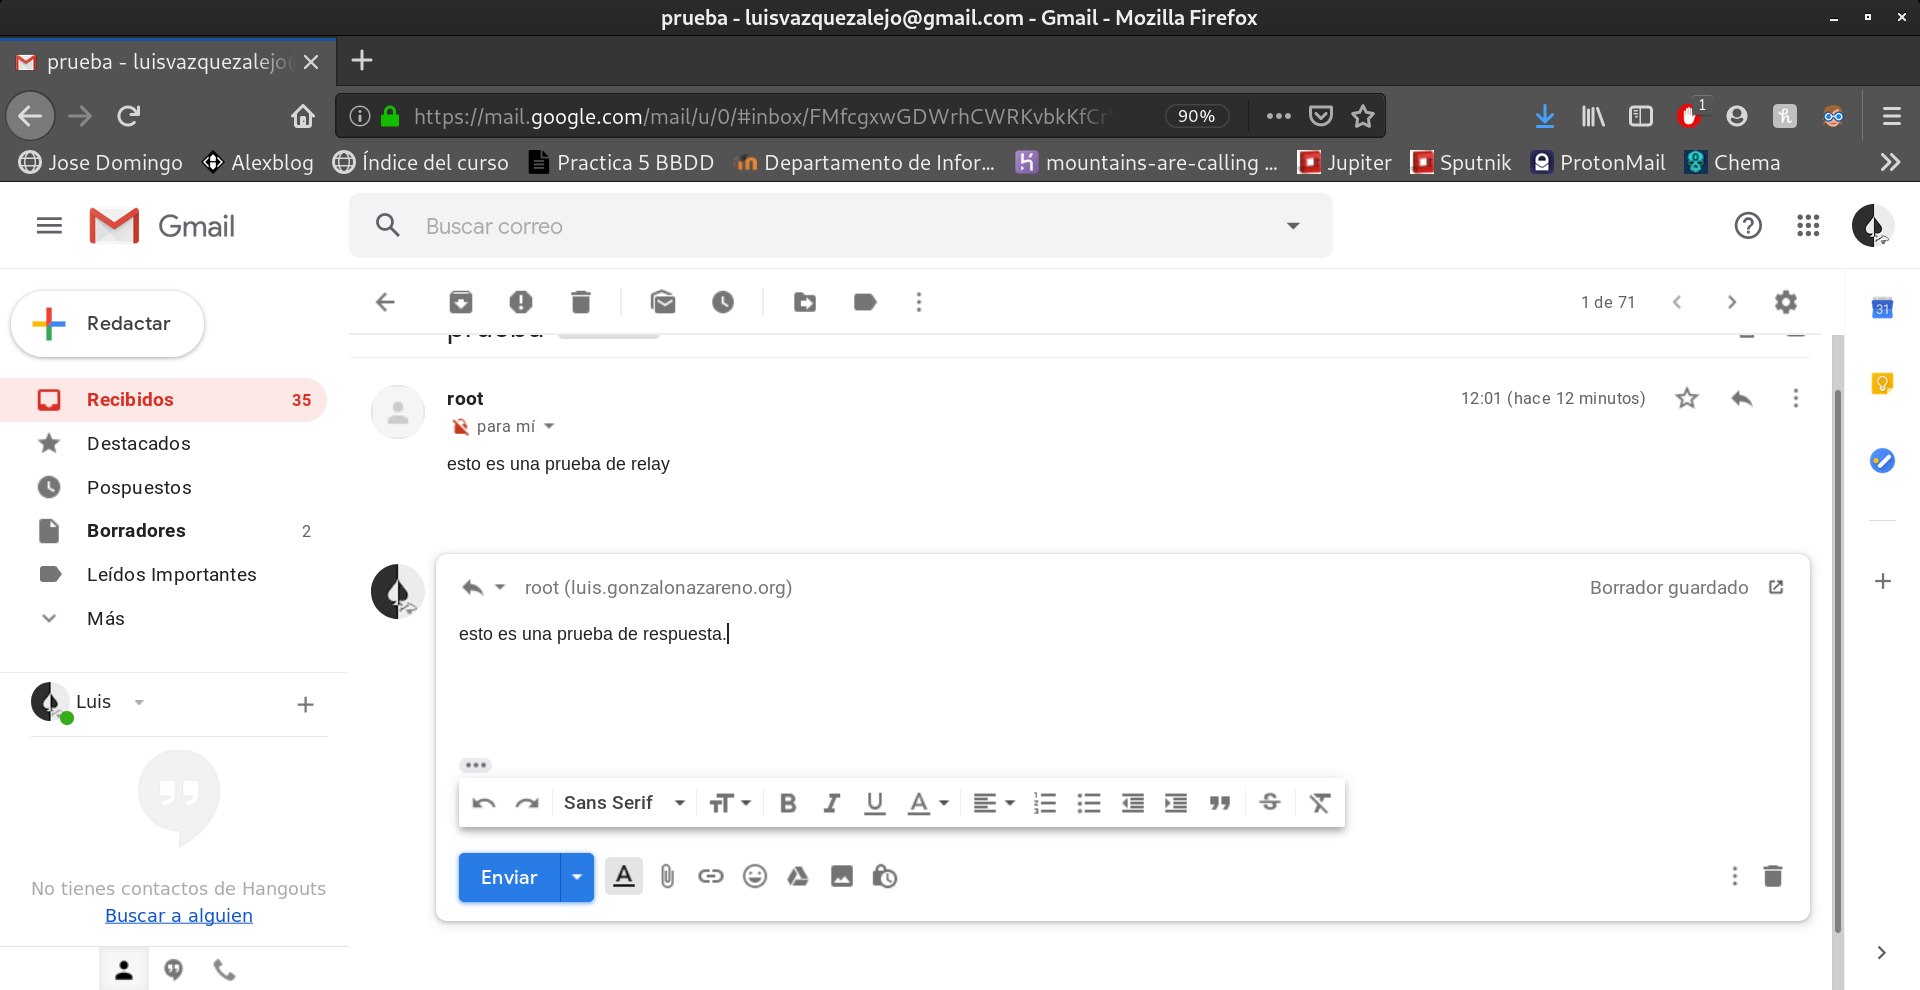 prueba - luisvazquezalejo@gmail.com - Gmail - Mozilla Firefox
prueba - luisvazquezalejo
https://mail.google.com/mail/u/0/#inbox/FMfcgxwGDWrhCWRKvbkKfCr
90%
1
Jose Domingo
Alexblog
Índice del curso
Practica 5 BBDD
Departamento de Infor...
mountains-are-calling ...
Jupiter
Sputnik
ProtonMail
Chema
Gmail
Buscar correo
Redactar
1 de 71
31
prueba
Recibidos 35
Destacados
Pospuestos
Borradores 2
Leídos Importantes
Más
root
12:01 (hace 12 minutos)
para mí
esto es una prueba de relay
root (luis.gonzalonazareno.org)
Borrador guardado
esto es una prueba de respuesta.
Luis
Sans Serif
Enviar
No tienes contactos de Hangouts
Buscar a alguien